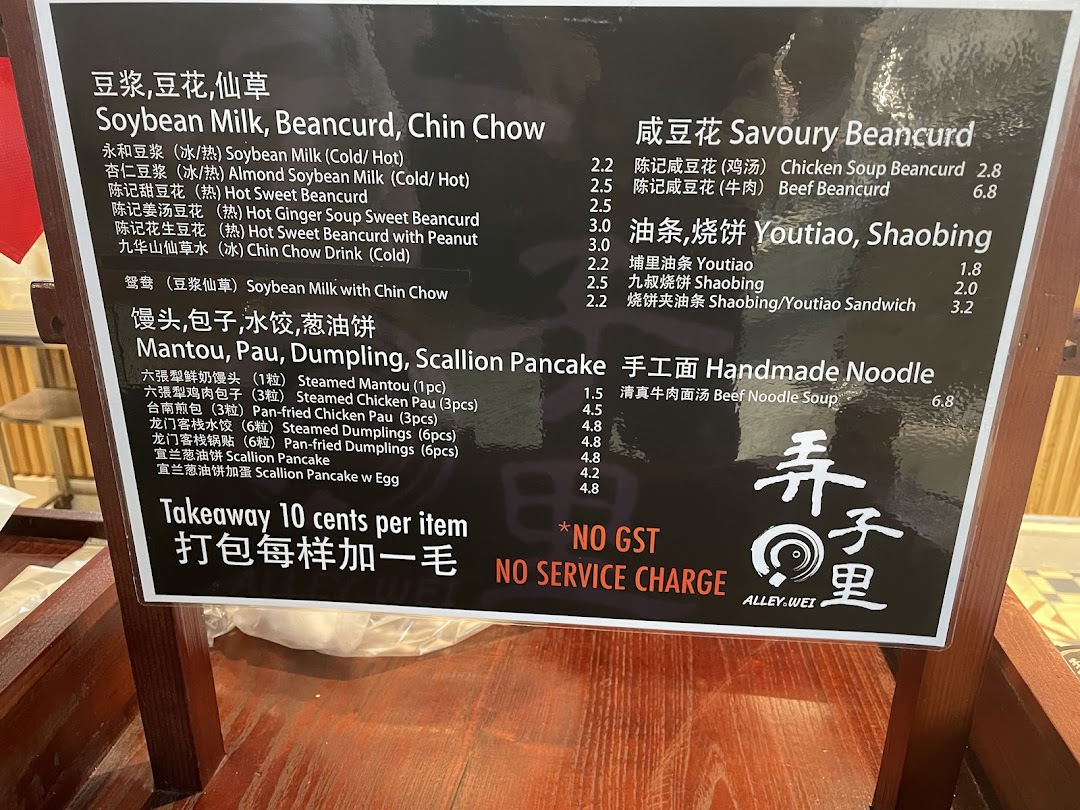 豆浆,豆花,仙草
Soybean Milk, Beancurd, Chin Chow
永和豆浆（冰/热) Soybean Milk (Cold/ Hot) 2.2
杏仁豆浆（冰/热) Almond Soybean Milk (Cold/ Hot) 2.5
陈记甜豆花（热) Hot Sweet Beancurd 2.5
陈记姜汤豆花 （热) Hot Ginger Soup Sweet Beancurd 3.0
陈记花生豆花 （热) Hot Sweet Beancurd with Peanut 3.0
九华山仙草水（冰) Chin Chow Drink (Cold) 2.2
2.5
鸳鸯 （豆浆仙草）Soybean Milk with Chin Chow 2.2
馒头,包子,水饺,葱油饼
Mantou, Pau, Dumpling, Scallion Pancake
六張犁鲜奶馒头 （1粒） Steamed Mantou (1pc) 1.5
六張犁鸡肉包子（3粒） Steamed Chicken Pau (3pcs) 4.5
台南煎包（3粒）Pan-fried Chicken Pau (3pcs) 4.8
龙门客栈水饺（6粒）Steamed Dumplings (6pcs) 4.8
龙门客栈锅贴（6粒）Pan-fried Dumplings (6pcs) 4.8
宜兰葱油饼 Scallion Pancake 4.2
宜兰葱油饼加蛋 Scallion Pancake w Egg 4.8
Takeaway 10 cents per item
打包每样加一毛
咸豆花 Savoury Beancurd
陈记咸豆花 (鸡汤） Chicken Soup Beancurd 2.8
陈记咸豆花 (牛肉） Beef Beancurd 6.8
油条,烧饼 Youtiao, Shaobing
埔里油条 Youtiao 1.8
九叔烧饼 Shaobing 2.0
烧饼夹油条 Shaobing/Youtiao Sandwich 3.2
手工面 Handmade Noodle
清真牛肉面汤 Beef Noodle Soup 6.8
*NO GST
NO SERVICE CHARGE
弄子里
ALLEY.WEI